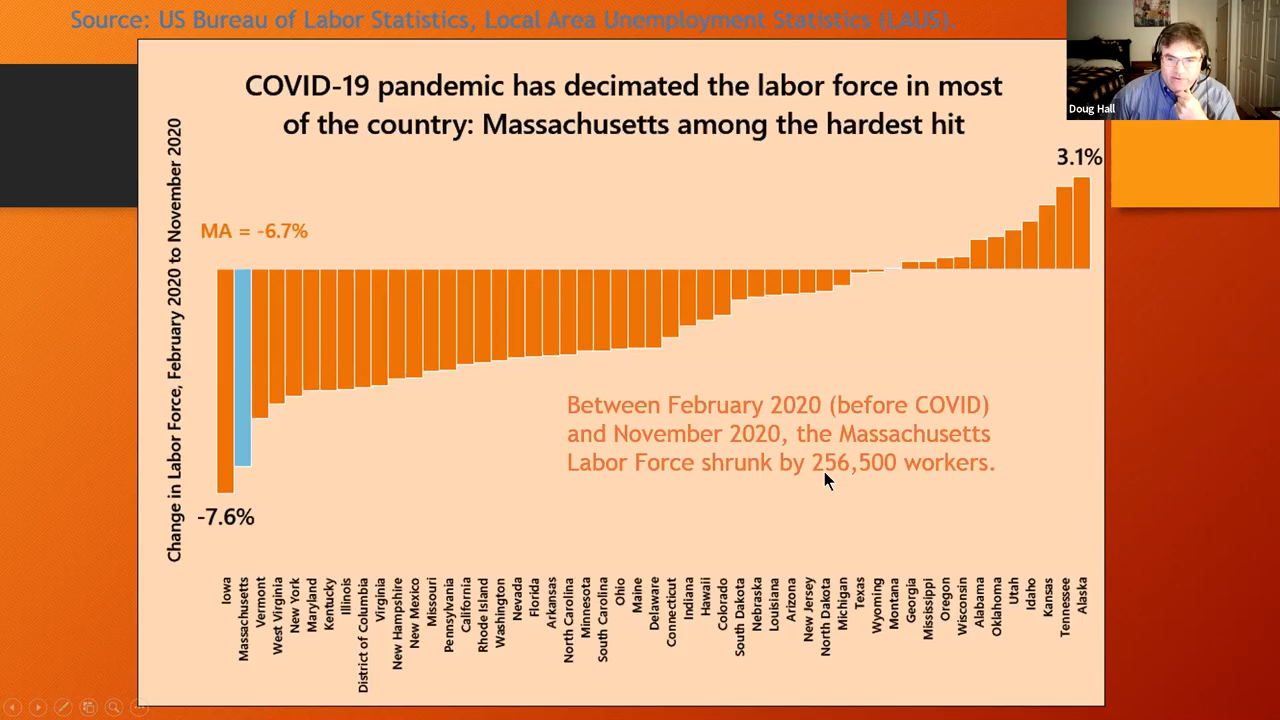 Source: US Bureau of Labor Statistics, Local Area Unemployment Statistics (LAUS).
Doug Hall
COVID-19 pandemic has decimated the labor force in most
of the country: Massachusetts among the hardest hit
Change in Labor Force, February 2020 to November 2020
3.1%
MA = -6.7%
Between February 2020 (before COVID)
and November 2020, the Massachusetts
Labor Force shrunk by 256,500 workers.
-7.6%
Iowa
Massachusetts
Vermont
West Virginia
New York
Maryland
Kentucky
Illinois
District of Columbia
Virginia
New Hampshire
New Mexico
Missouri
Pennsylvania
California
Rhode Island
Washington
Nevada
Florida
Arkansas
North Carolina
Minnesota
South Carolina
Ohio
Maine
Delaware
Connecticut
Indiana
Hawaii
Colorado
South Dakota
Nebraska
Louisiana
Arizona
New Jersey
North Dakota
Michigan
Texas
Wyoming
Montana
Georgia
Mississippi
Oregon
Wisconsin
Alabama
Oklahoma
Utah
Idaho
Kansas
Tennessee
Alaska